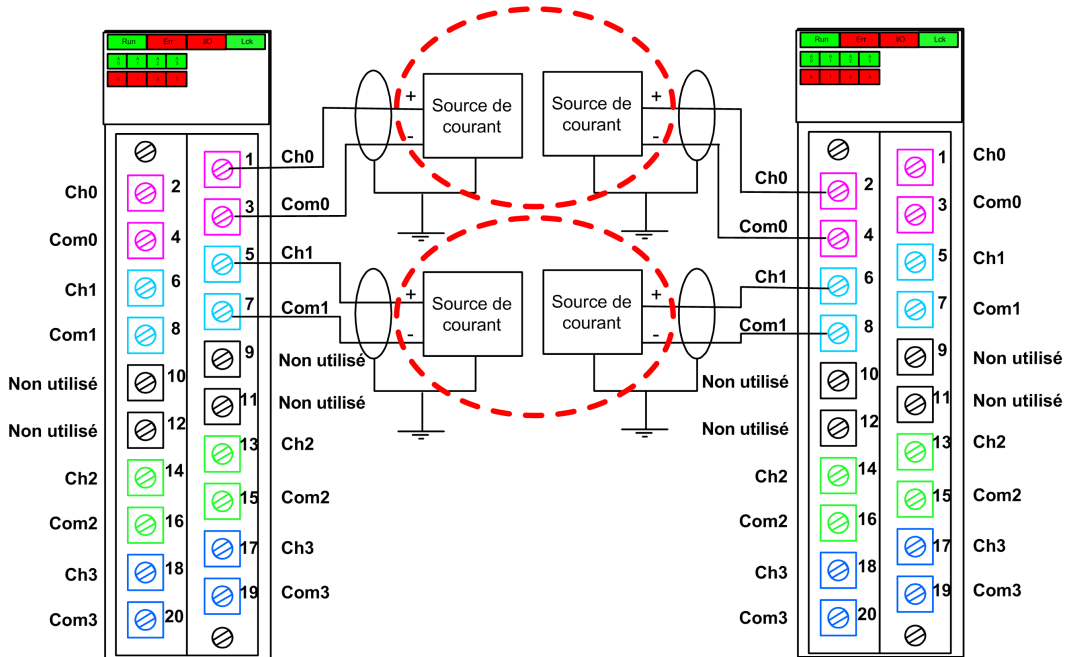 Run Err I/O Lck
Run Err I/O Lck
Source de
courant
+
-
Source de
courant
+
-
Source de
courant
+
-
Source de
courant
+
-
1 Ch0
Ch0 2
3 Com0
Com0 4
5 Ch1
Ch1 6
7 Com1
Com1 8
9 Non utilisé
Non utilisé 10
11 Non utilisé
Non utilisé 12
13 Ch2
Ch2 14
15 Com2
Com2 16
17 Ch3
Ch3 18
19 Com3
Com3 20
1 Ch0
Ch0 2
3 Com0
Com0 4
5 Ch1
Ch1 6
7 Com1
Com1 8
9 Non utilisé
Non utilisé 10
11 Non utilisé
Non utilisé 12
13 Ch2
Ch2 14
15 Com2
Com2 16
17 Ch3
Ch3 18
19 Com3
Com3 20